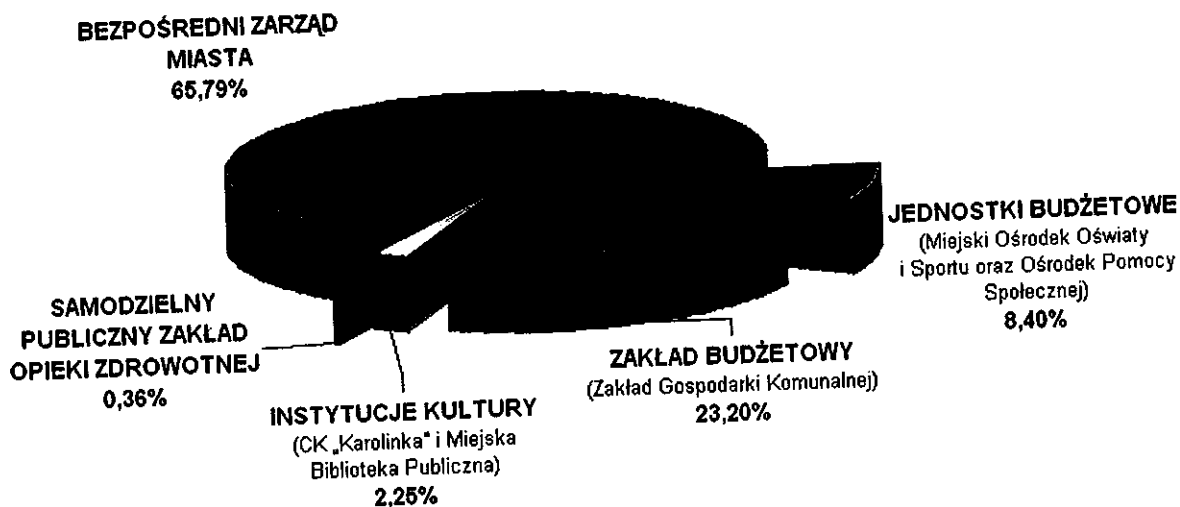 BEZPOŚREDNI ZARZĄD
MIASTA
65,79%
JEDNOSTKI BUDŻETOWE
(Miejski Ośrodek Oświaty
i Sportu oraz Ośrodek Pomocy
Społecznej)
8,40%
SAMODZIELNY
PUBLICZNY ZAKŁAD
OPIEKI ZDROWOTNEJ
0,36%
ZAKŁAD BUDŻETOWY
(Zakład Gospodarki Komunalnej)
23,20%
INSTYTUCJE KULTURY
(CK „Karolinka" i Miejska
Biblioteka Publiczna)
2,25%